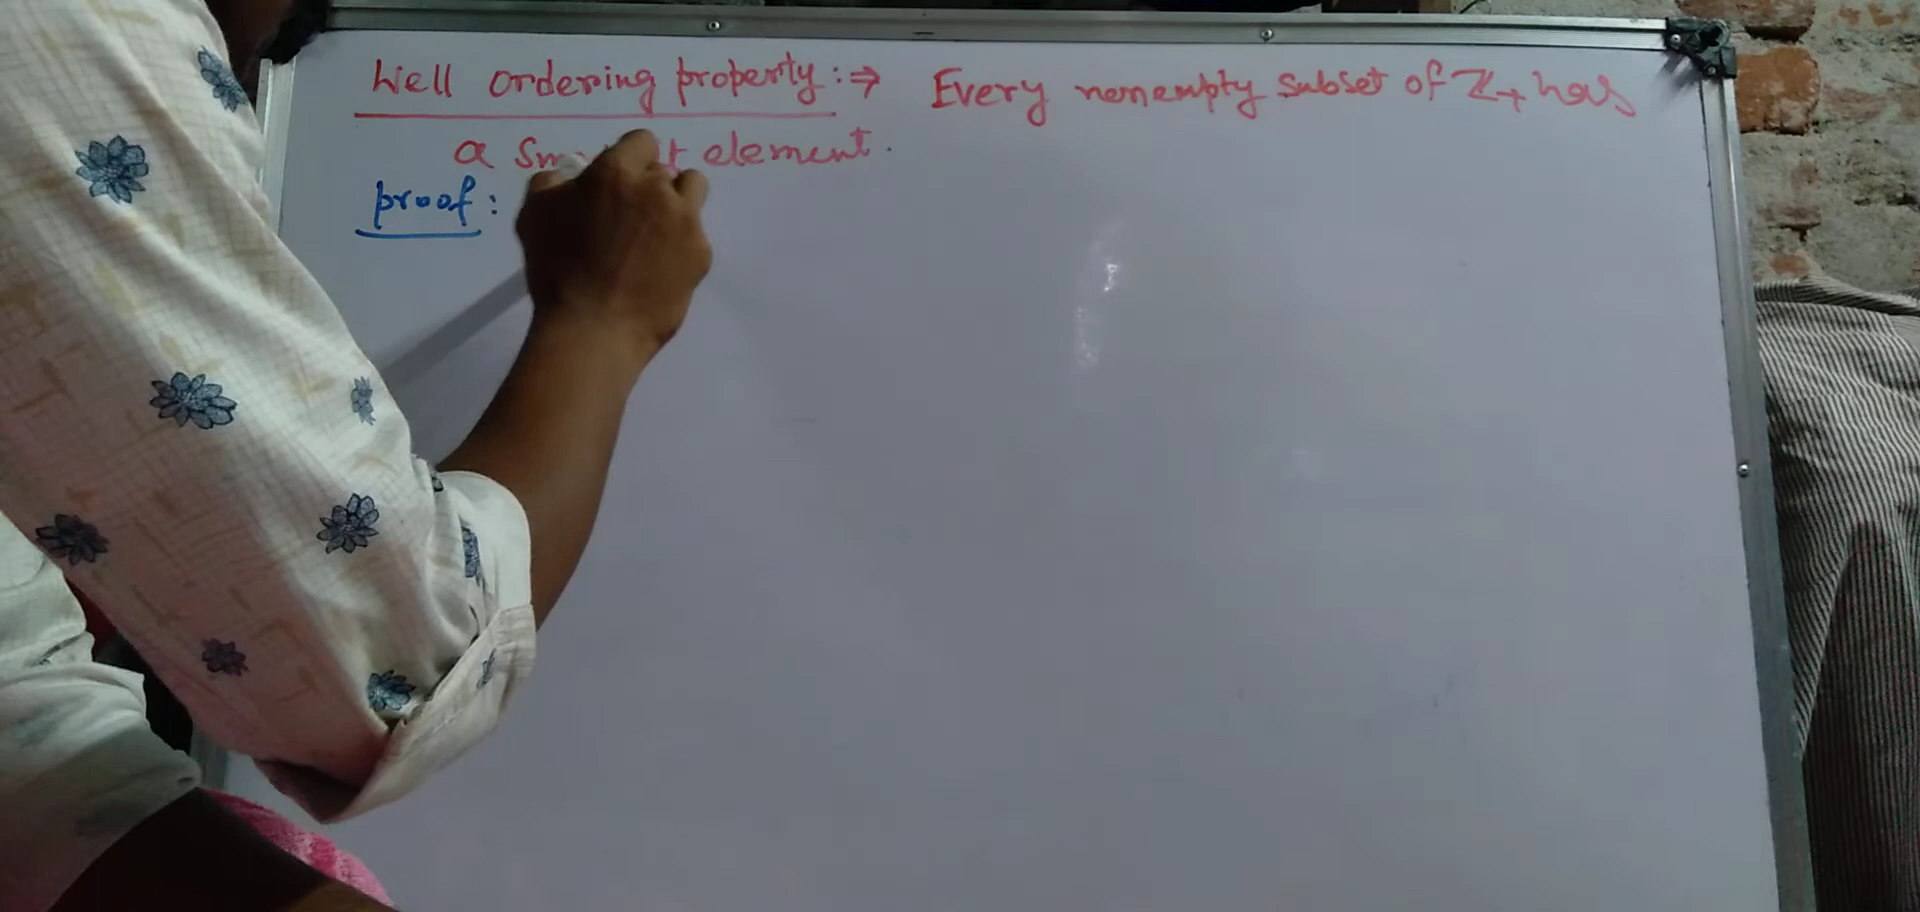 Well ordering property :⇒ Every nonempty subset of Z+ has
a element.
proof :